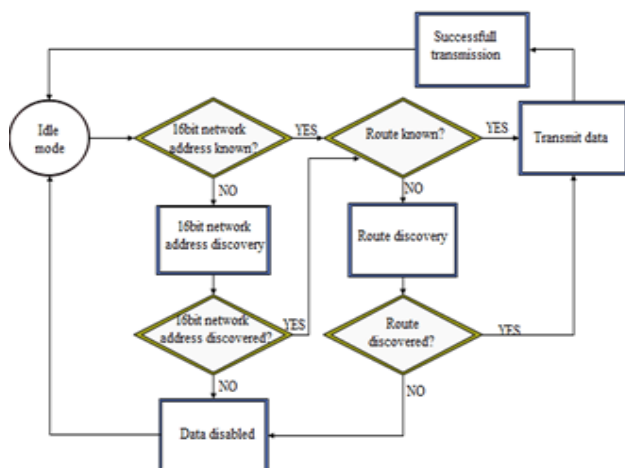 Successfull
transmission
Idle
mode
16bit network
address known?
YES
Route known?
YES
Transmit data
NO
NO
16bit network
address discovery
Route discovery
16bit network
address discovered?
YES
Route
discovered?
YES
NO
NO
Data disabled